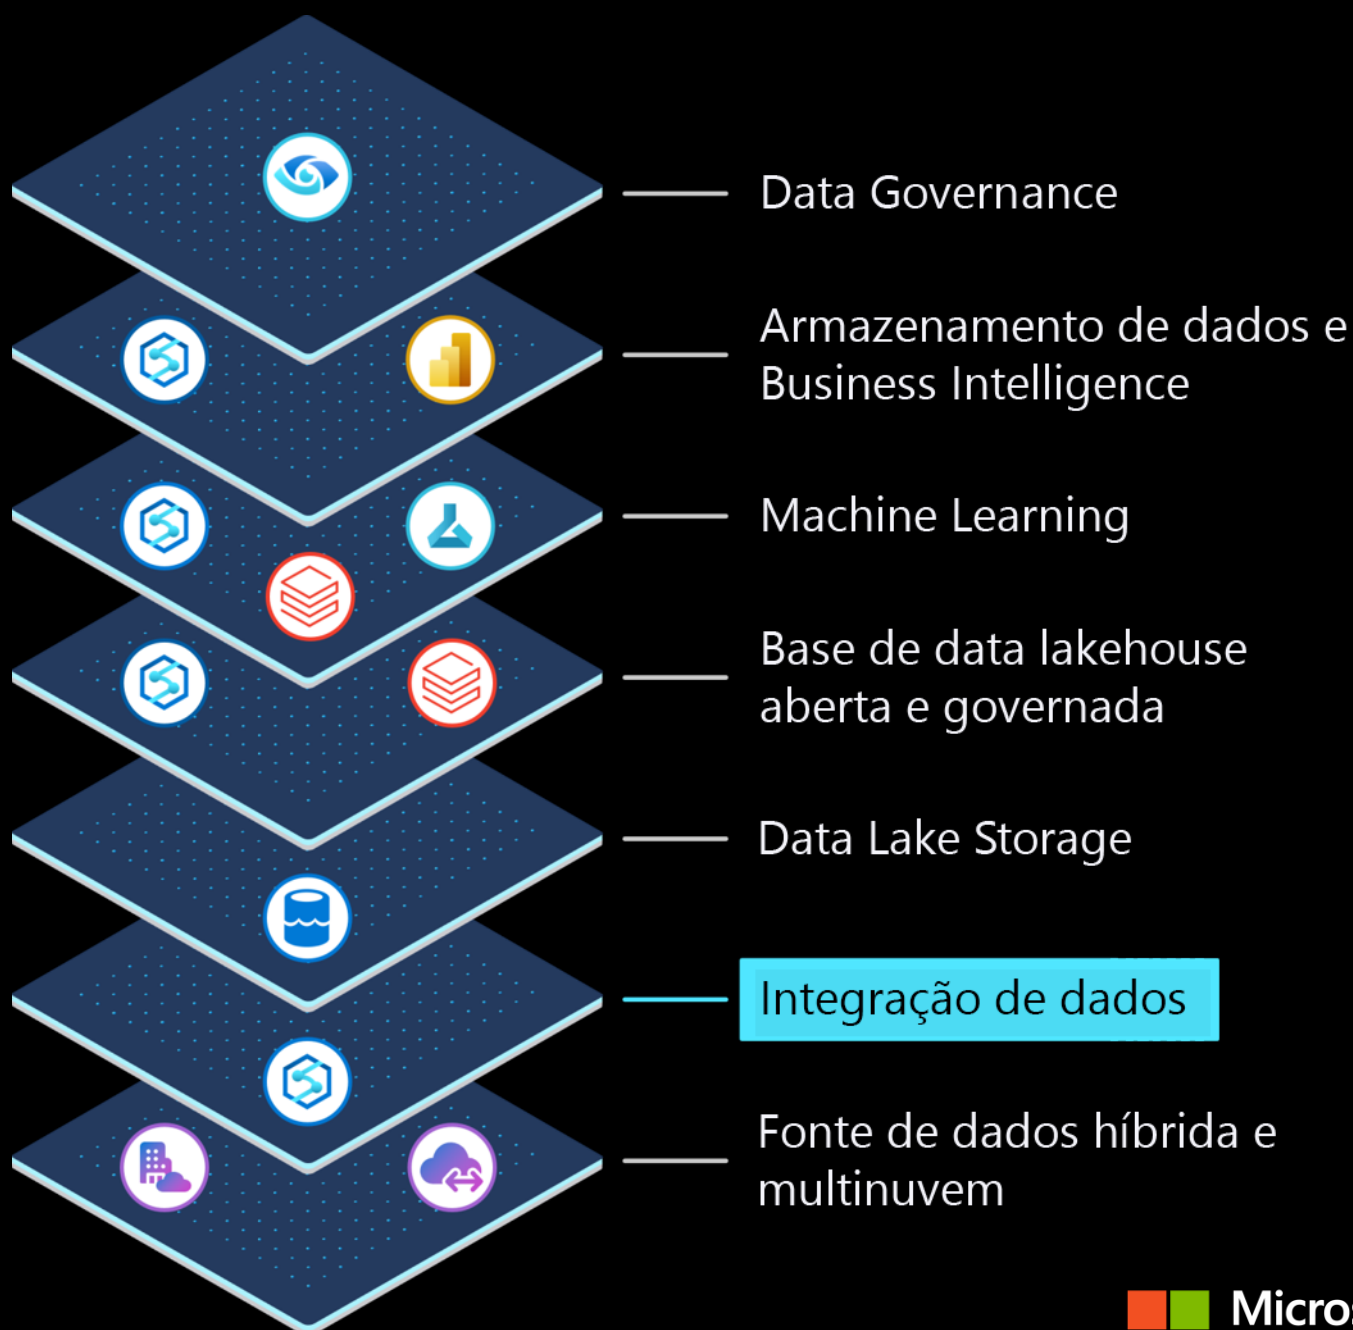 Data Governance
Armazenamento de dados e
Business Intelligence
Machine Learning
Base de data lakehouse
aberta e governada
Data Lake Storage
Integração de dados
Fonte de dados híbrida e
multinuvem
Micros